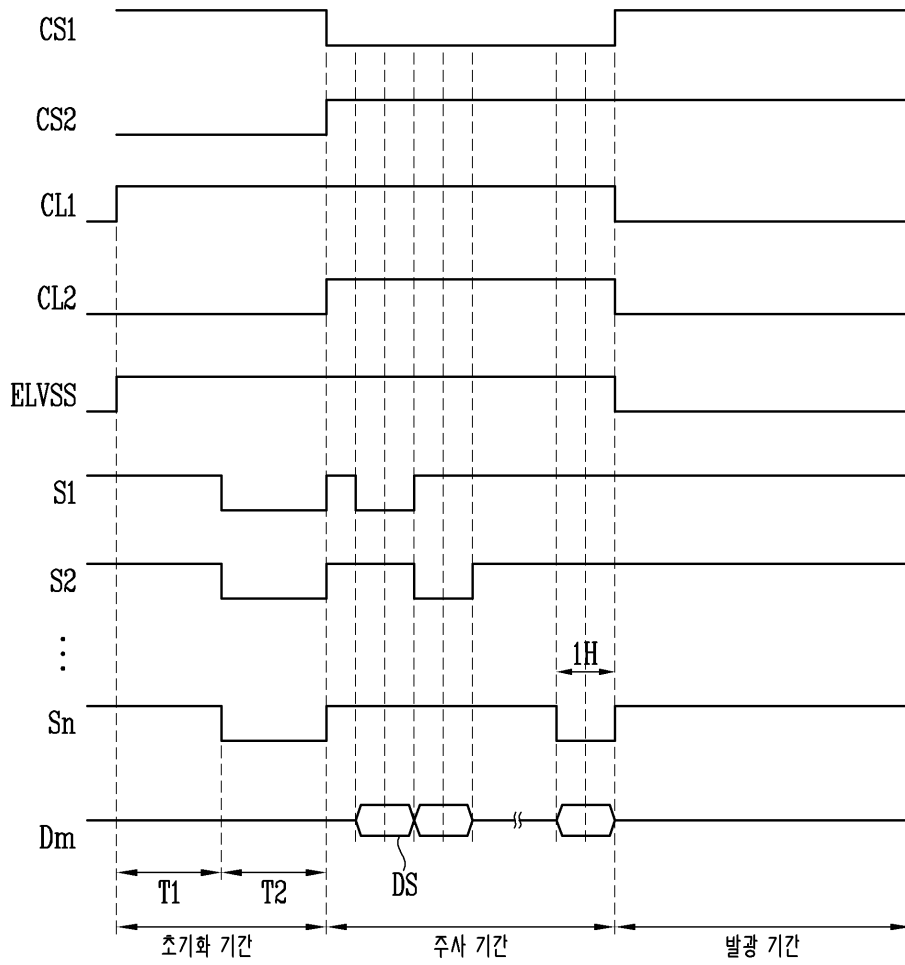 CS1
CS2
CL1
CL2
ELVSS
S1
S2
⋮
1H
Sn
Dm
DS
T1 T2
초기화 기간 주사 기간 발광 기간